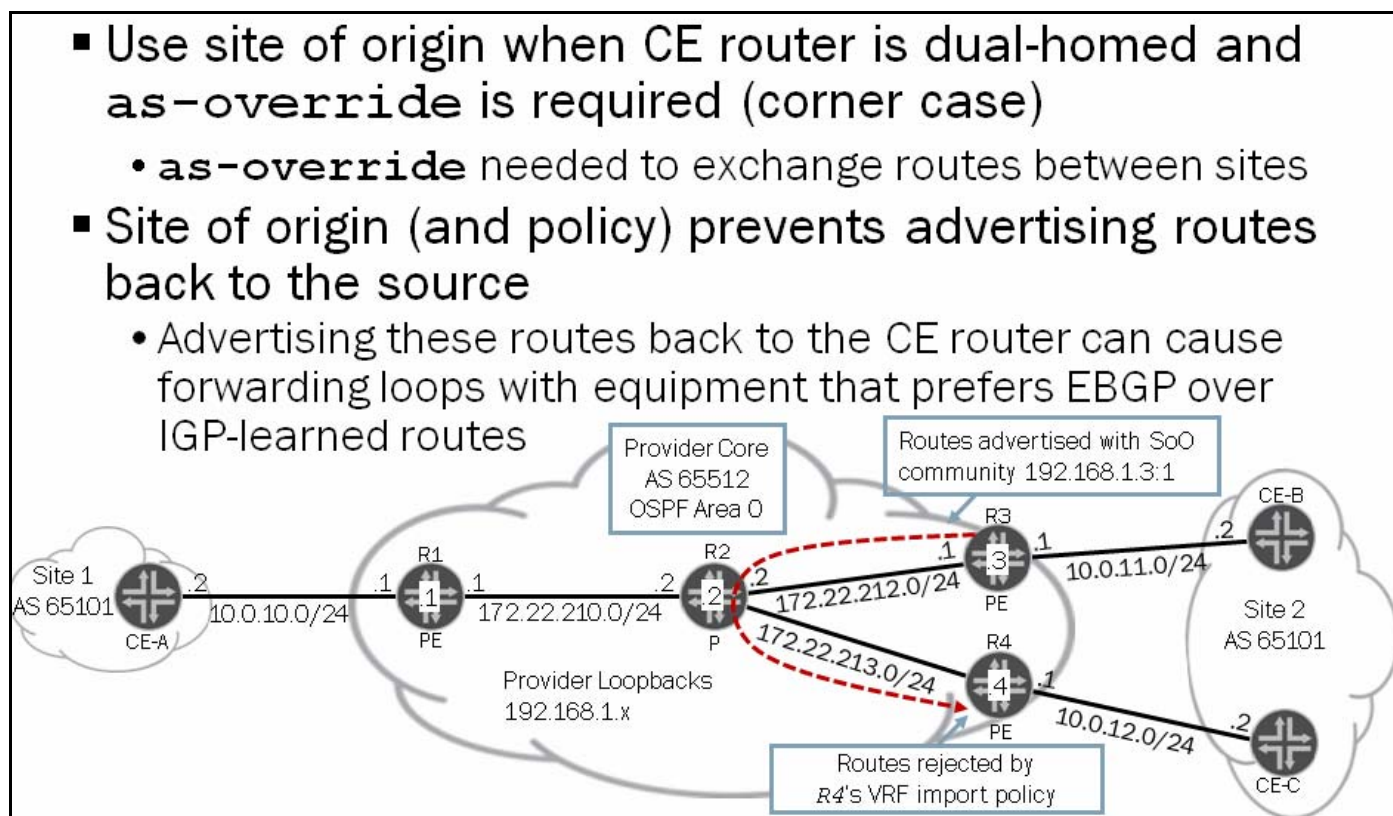 ▪ Use site of origin when CE router is dual-homed and
as-override is required (corner case)
• as-override needed to exchange routes between sites
▪ Site of origin (and policy) prevents advertising routes
back to the source
• Advertising these routes back to the CE router can cause
forwarding loops with equipment that prefers EBGP over
IGP-learned routes
Provider Core
AS 65512
OSPF Area 0
Routes advertised with SoO
community 192.168.1.3:1
Site 1
AS 65101
CE-A
.2
10.0.10.0/24
.1
R1
.1
PE
.1
172.22.210.0/24
.2
R2
.2
P
.2
172.22.212.0/24
.1
R3
.3
PE
.1
10.0.11.0/24
.2
CE-B
172.22.213.0/24
R4
.4
PE
.1
10.0.12.0/24
.2
CE-C
Site 2
AS 65101
Provider Loopbacks
192.168.1.x
Routes rejected by
R4's VRF import policy